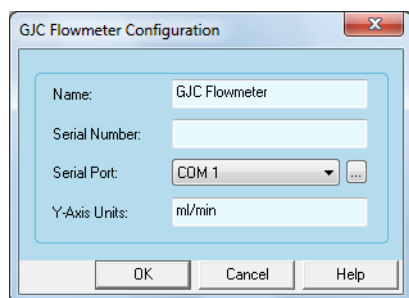 GJC Flowmeter Configuration
Name: GJC Flowmeter
Serial Number:
Serial Port: COM 1 ...
Y-Axis Units: ml/min
OK Cancel Help